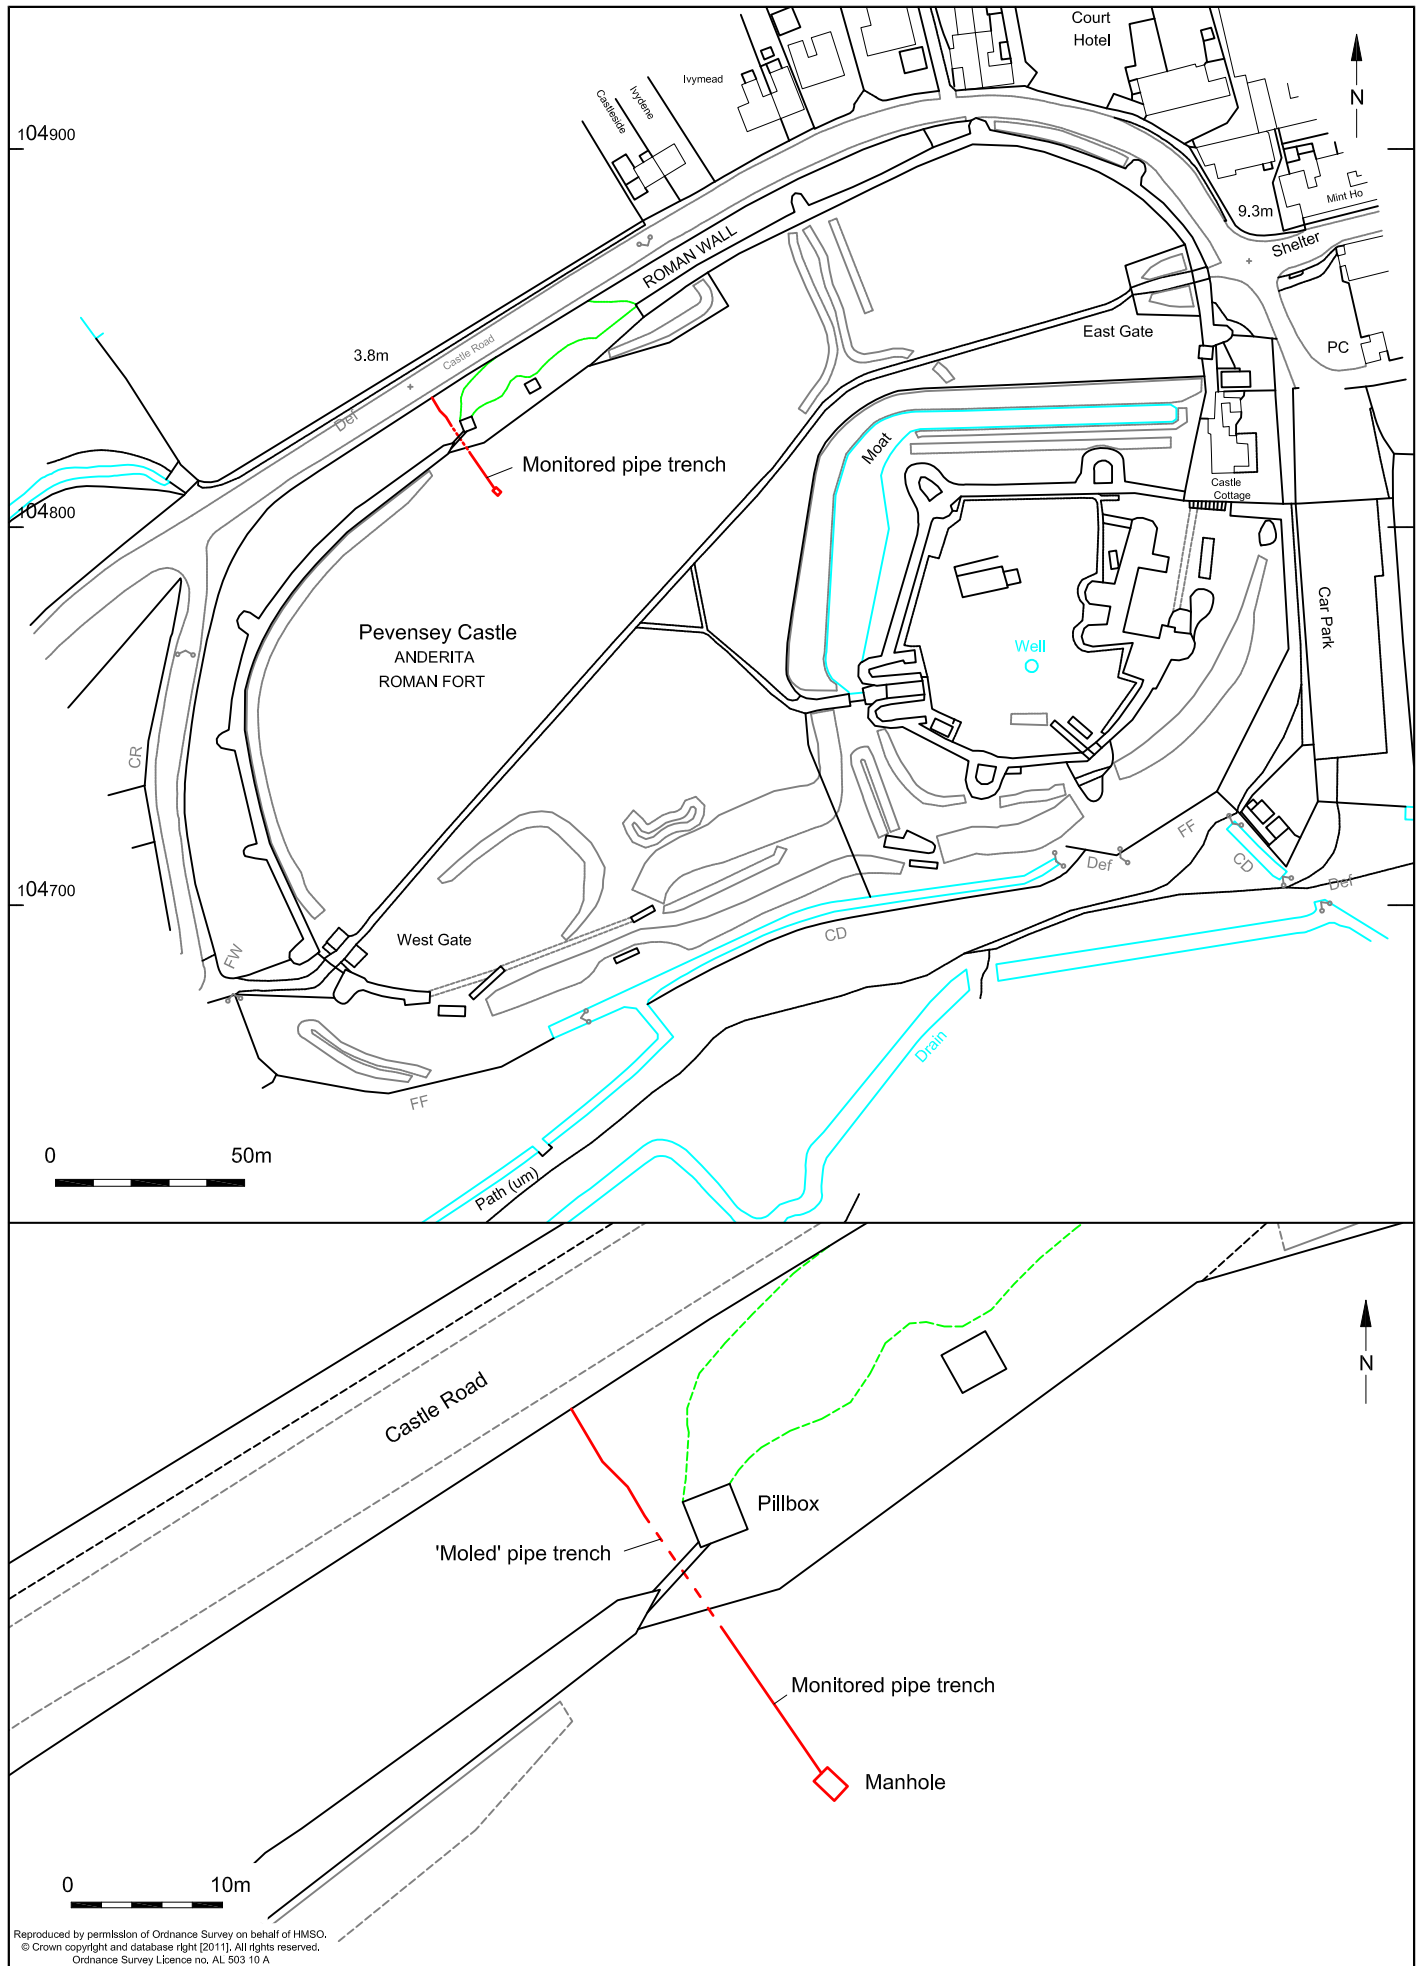 Court
Hotel
N
Ivymead
Ivydene
Castleside
104900
Mint Ho
9.3m
Shelter
ROMAN WALL
East Gate
PC
3.8m
Castle Road
Def
Moat
Monitored pipe trench
Castle
Cottage
104800
Car Park
Pevensey Castle
ANDERITA
ROMAN FORT
Well
CR
FF
CD
Def
Def
104700
West Gate
CD
FW
Drain
FF
0 50m
Path (um)
Castle Road
N
Pillbox
'Moled' pipe trench
Monitored pipe trench
Manhole
0 10m
Reproduced by permission of Ordnance Survey on behalf of HMSO.
© Crown copyright and database right [2011]. All rights reserved.
Ordnance Survey Licence no. AL 503 10 A